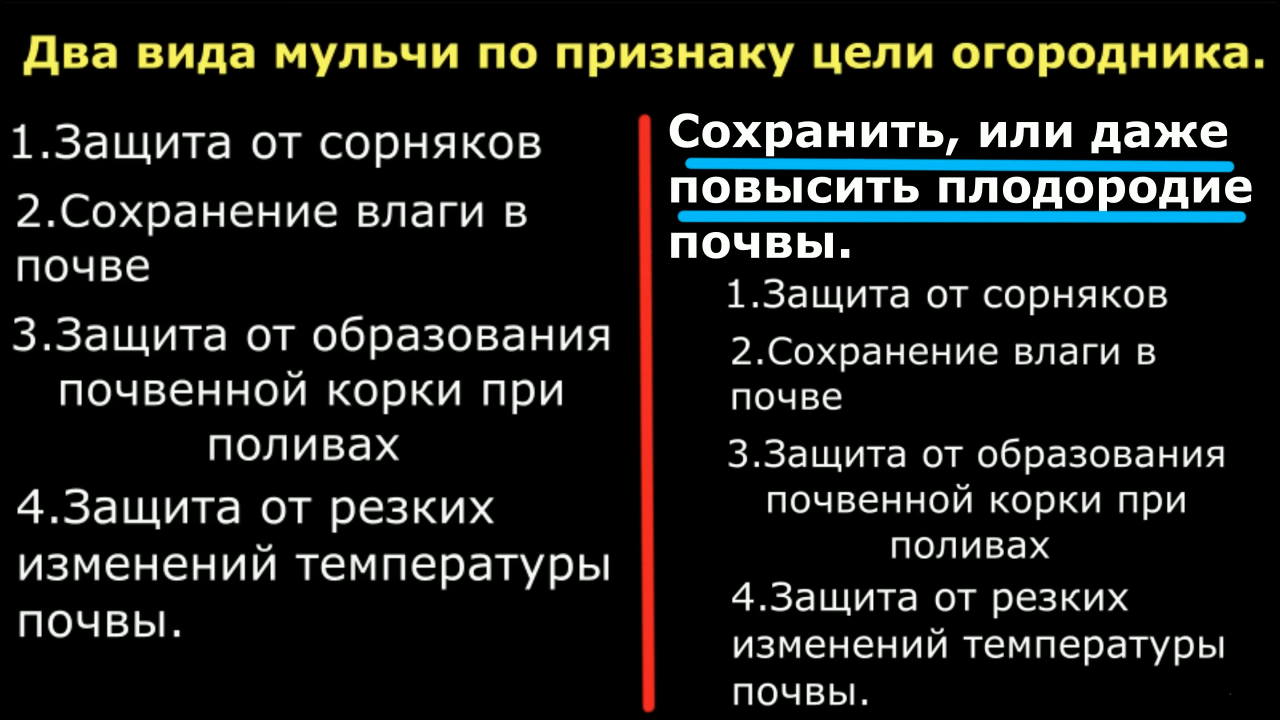 Два вида мульчи по признаку цели огородника.
1.Защита от сорняков
2.Сохранение влаги в
почве
3.Защита от образования
почвенной корки при
поливах
4.Защита от резких
изменений температуры
почвы.
Сохранить, или даже
повысить плодородие
почвы.
1.Защита от сорняков
2.Сохранение влаги в
почве
3.Защита от образования
почвенной корки при
поливах
4.Защита от резких
изменений температуры
почвы.